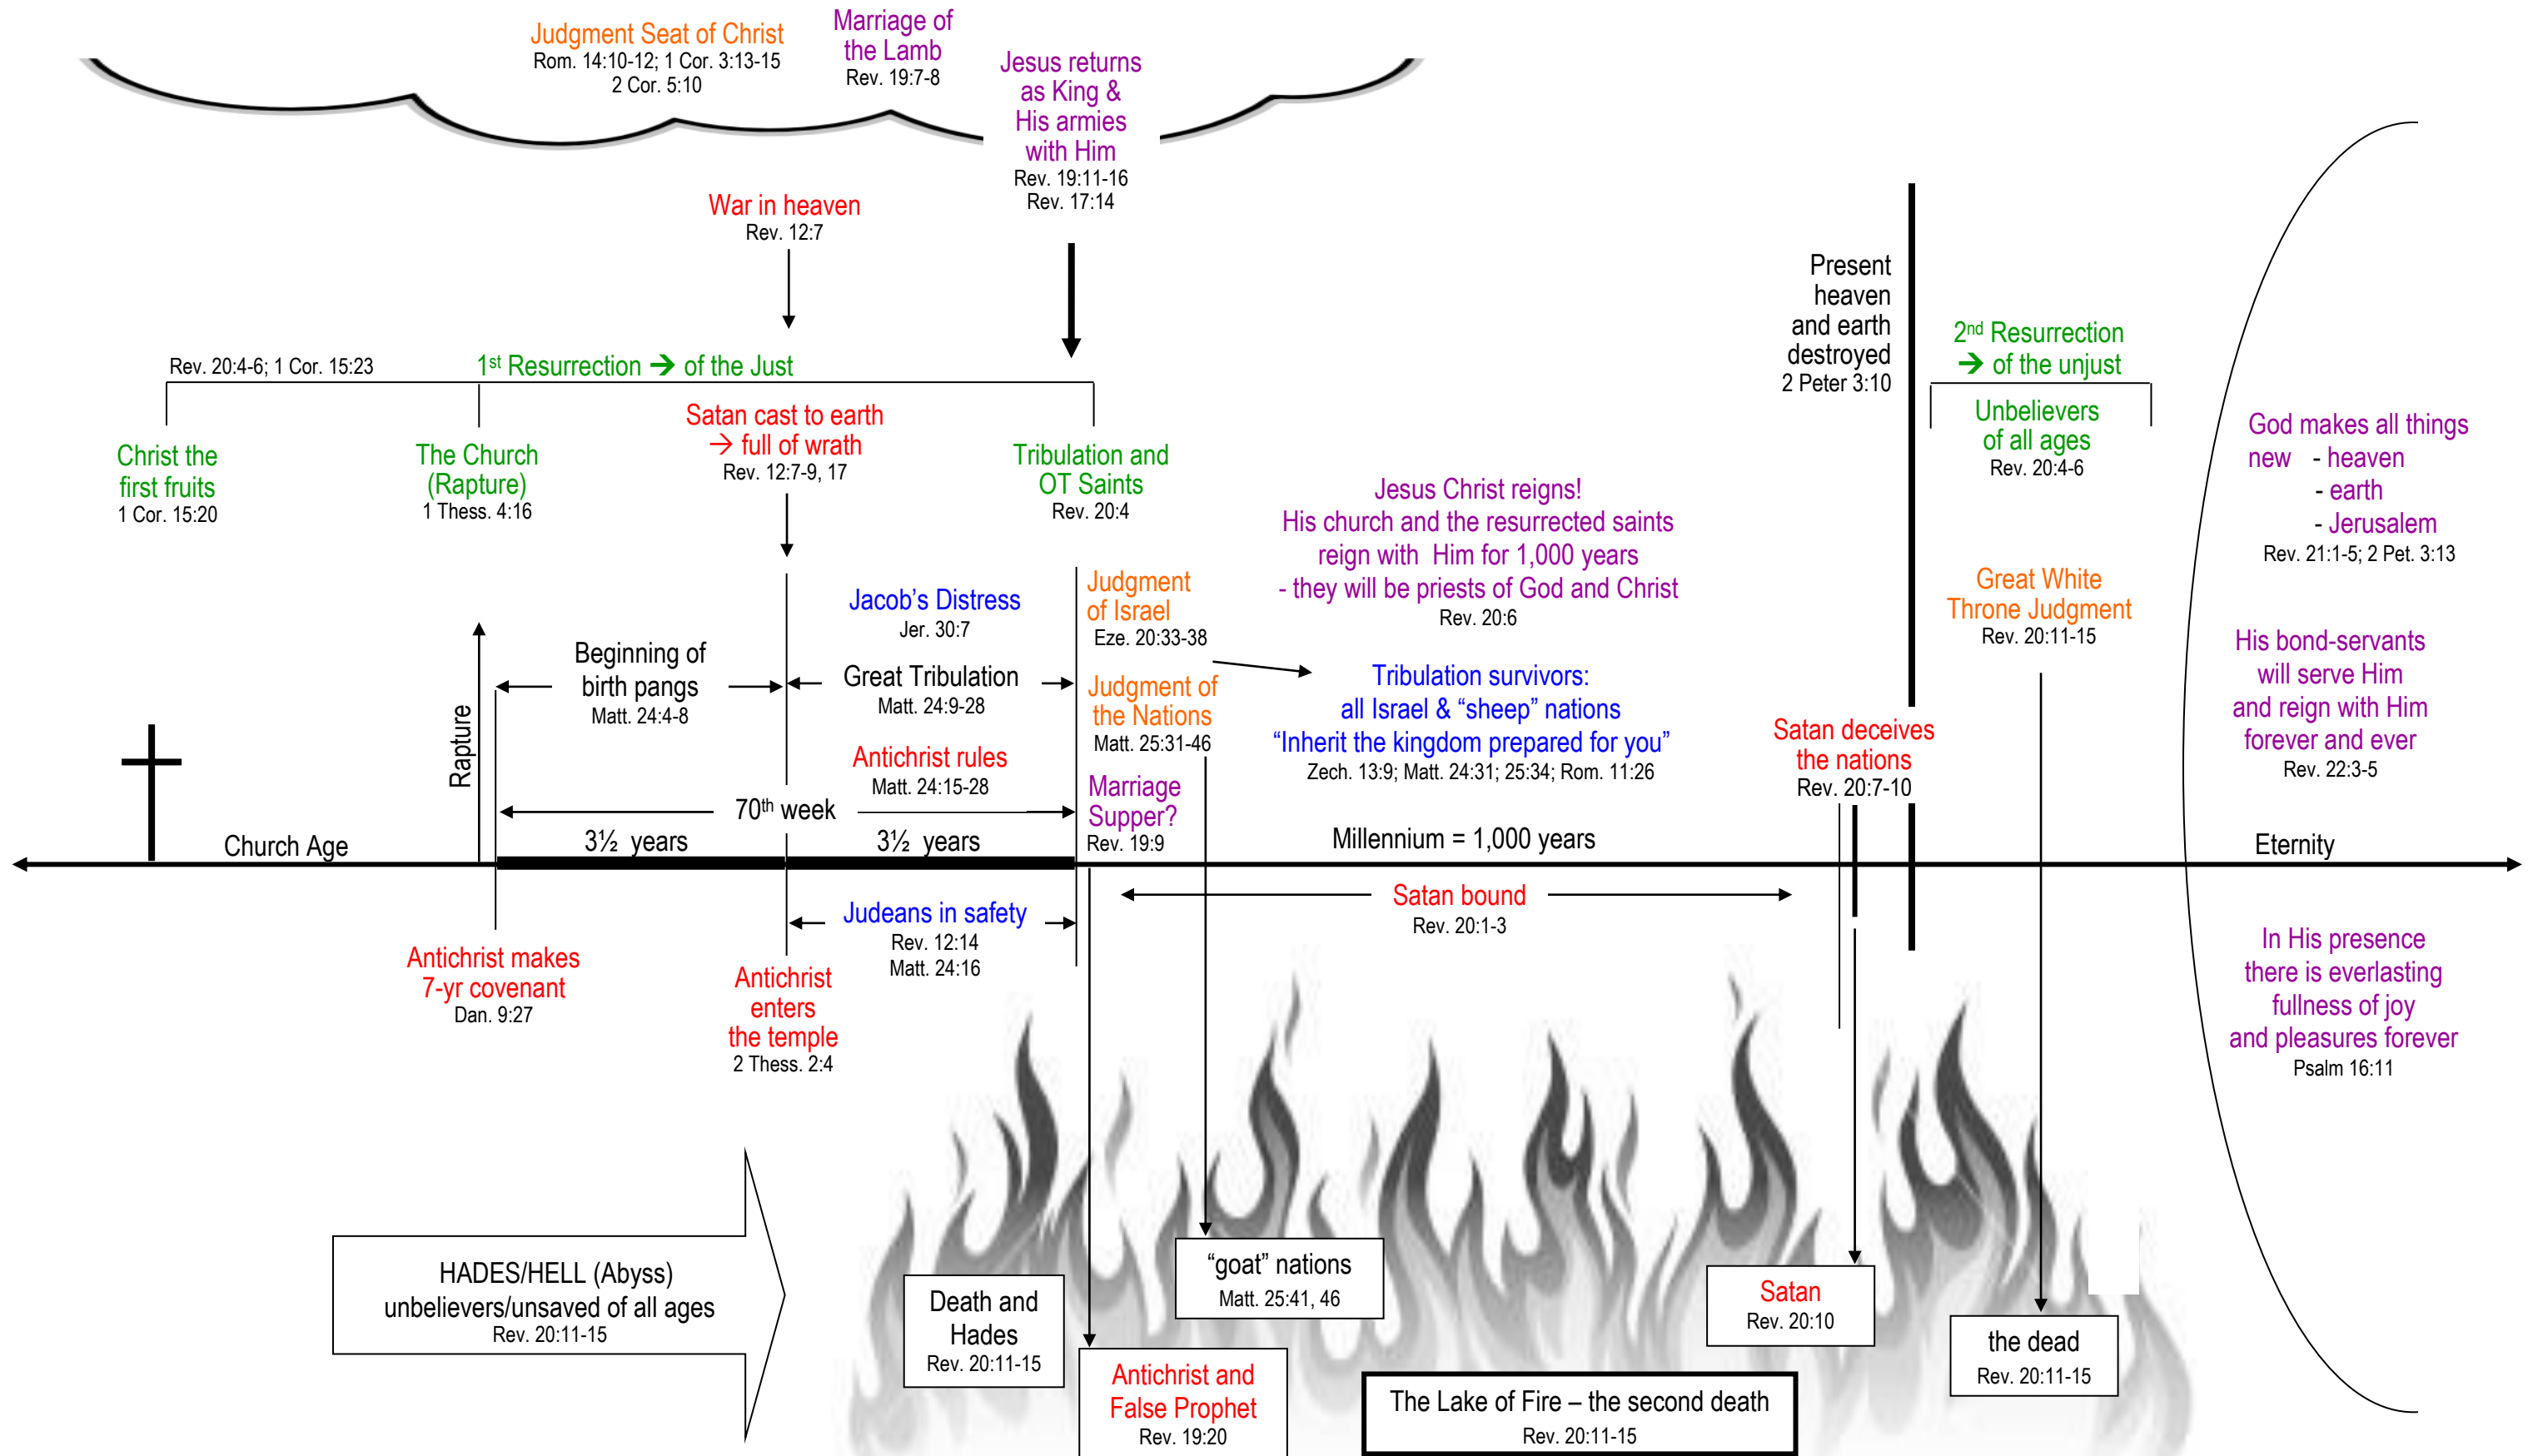 Judgment Seat of Christ
Rom. 14:10-12; 1 Cor. 3:13-15
2 Cor. 5:10
Marriage of
the Lamb
Rev. 19:7-8
Jesus returns
as King &
His armies
with Him
Rev. 19:11-16
Rev. 17:14
War in heaven
Rev. 12:7
Present
heaven
and earth
destroyed
2 Peter 3:10
2nd Resurrection
→ of the unjust
Unbelievers
of all ages
Rev. 20:4-6
Rev. 20:4-6; 1 Cor. 15:23
1st Resurrection → of the Just
Christ the
first fruits
1 Cor. 15:20
The Church
(Rapture)
1 Thess. 4:16
Satan cast to earth
→ full of wrath
Rev. 12:7-9, 17
Tribulation and
OT Saints
Rev. 20:4
Jesus Christ reigns!
His church and the resurrected saints
reign with Him for 1,000 years
- they will be priests of God and Christ
Rev. 20:6
God makes all things
new - heaven
- earth
- Jerusalem
Rev. 21:1-5; 2 Pet. 3:13
Great White
Throne Judgment
Rev. 20:11-15
Rapture
Beginning of
birth pangs
Matt. 24:4-8
Jacob’s Distress
Jer. 30:7
Great Tribulation
Matt. 24:9-28
Antichrist rules
Matt. 24:15-28
Judgment
of Israel
Eze. 20:33-38
Judgment of
the Nations
Matt. 25:31-46
Marriage
Supper?
Rev. 19:9
Tribulation survivors:
all Israel & “sheep” nations
“Inherit the kingdom prepared for you”
Zech. 13:9; Matt. 24:31; 25:34; Rom. 11:26
Satan deceives
the nations
Rev. 20:7-10
His bond-servants
will serve Him
and reign with Him
forever and ever
Rev. 22:3-5
70th week
Church Age
3½ years
3½ years
Millennium = 1,000 years
Eternity
Satan bound
Rev. 20:1-3
Judeans in safety
Rev. 12:14
Matt. 24:16
Antichrist makes
7-yr covenant
Dan. 9:27
Antichrist
enters
the temple
2 Thess. 2:4
In His presence
there is everlasting
fullness of joy
and pleasures forever
Psalm 16:11
HADES/HELL (Abyss)
unbelievers/unsaved of all ages
Rev. 20:11-15
Death and
Hades
Rev. 20:11-15
“goat” nations
Matt. 25:41, 46
Antichrist and
False Prophet
Rev. 19:20
The Lake of Fire – the second death
Rev. 20:11-15
Satan
Rev. 20:10
the dead
Rev. 20:11-15